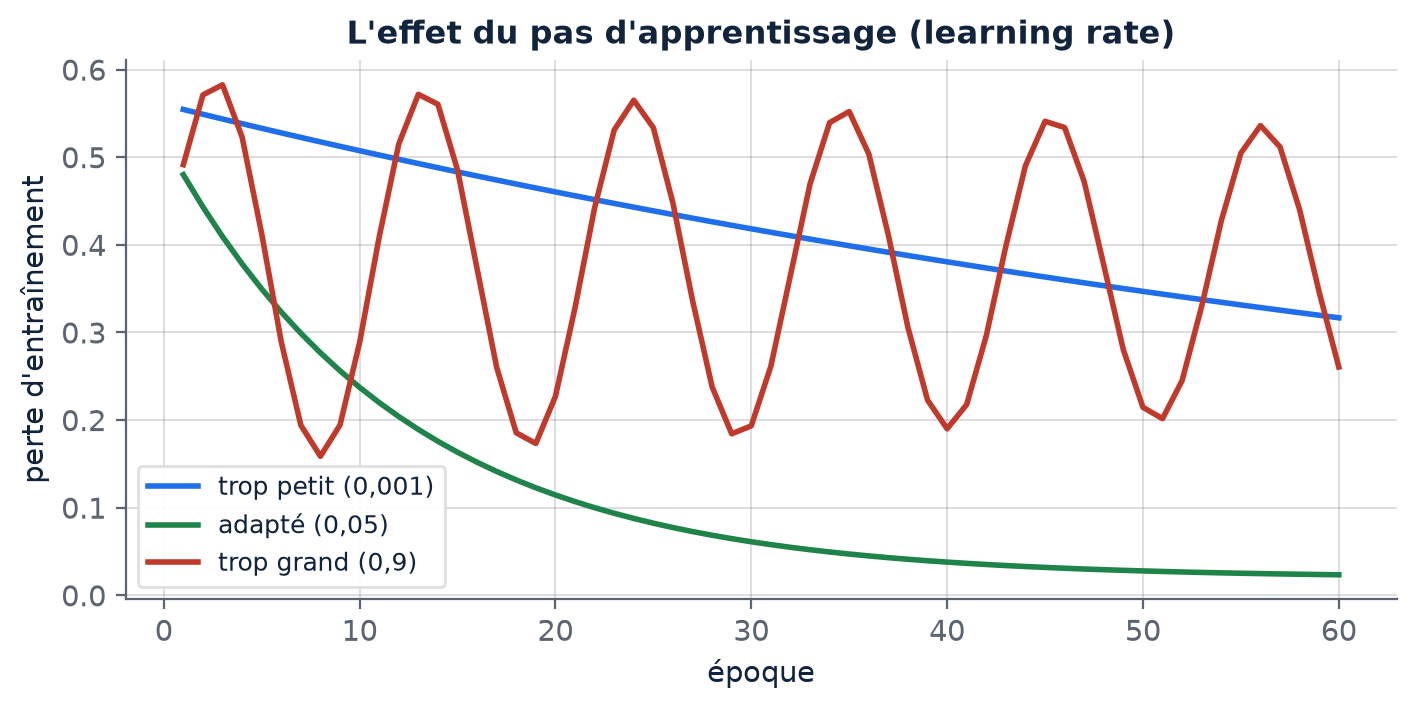 L'effet du pas d'apprentissage (learning rate)
perte d'entraînement
0.6
0.5
0.4
0.3
0.2
0.1
0.0
trop petit (0,001)
adapté (0,05)
trop grand (0,9)
0 10 20 30 40 50 60
époque